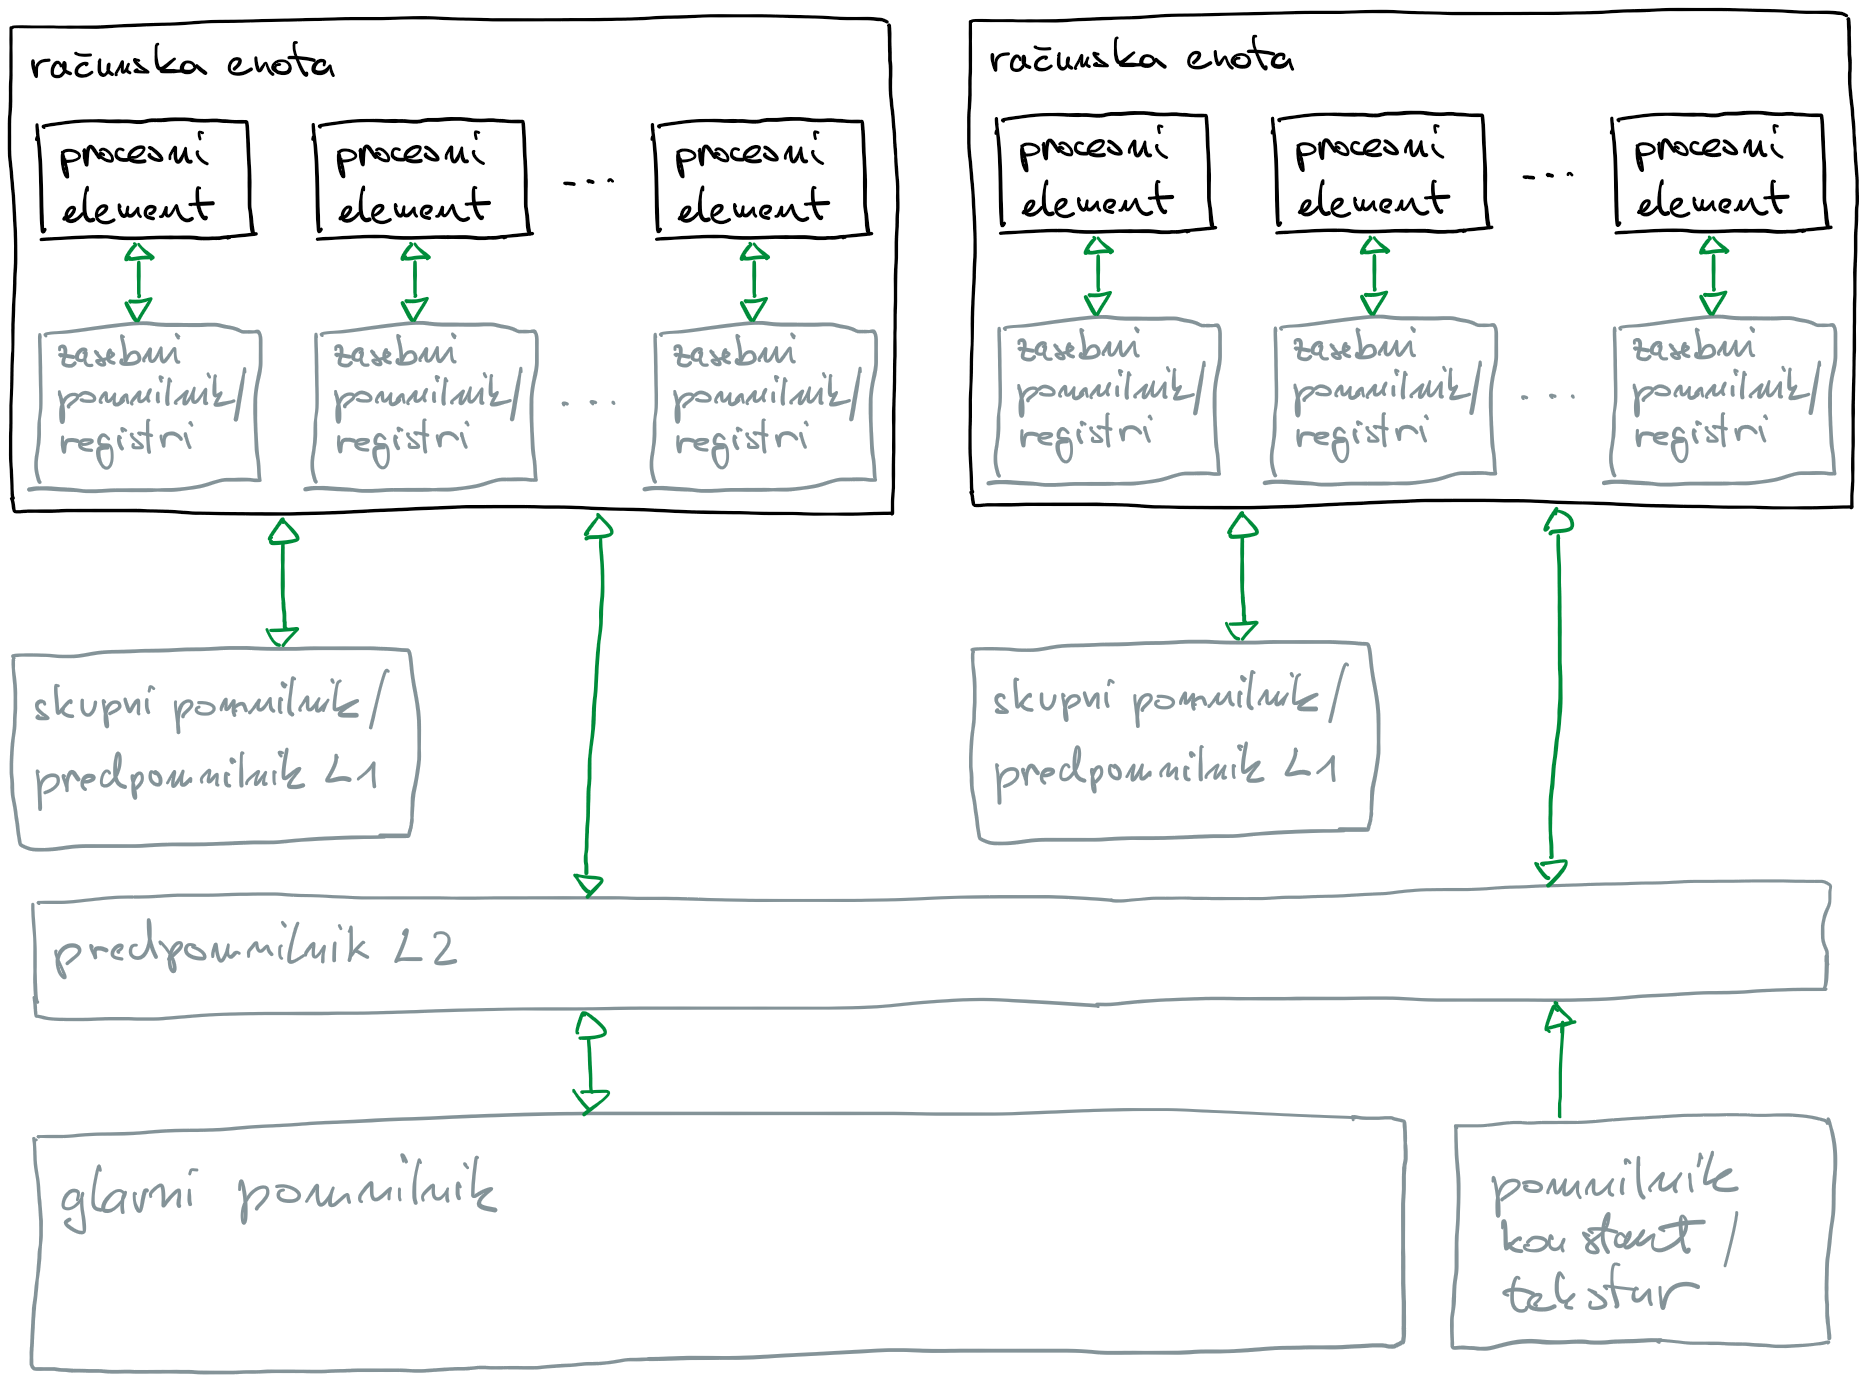 računska enota
procesni
element
procesni
element
...
procesni
element
zasebni
pomnilnik/
registri
zasebni
pomnilnik/
registri
...
zasebni
pomnilnik/
registri
računska enota
procesni
element
procesni
element
...
procesni
element
zasebni
pomnilnik/
registri
zasebni
pomnilnik/
registri
...
zasebni
pomnilnik/
registri
skupni pomnilnik/
predpomnilnik L1
skupni pomnilnik/
predpomnilnik L1
predpomnilnik L2
glavni pomnilnik
pomnilnik
konstant/
tekstur